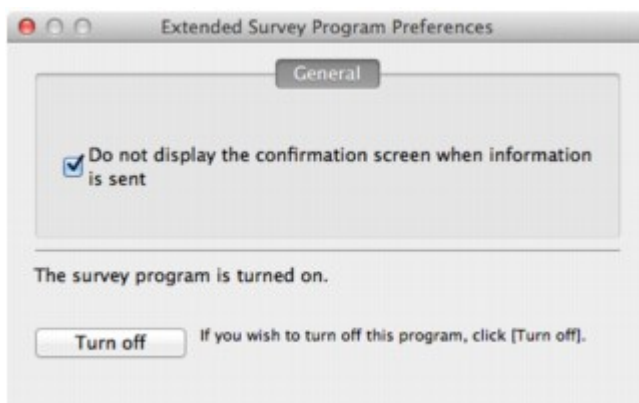 Extended Survey Program Preferences
General
Do not display the confirmation screen when information
is sent
The survey program is turned on.
Turn off
If you wish to turn off this program, click [Turn off].